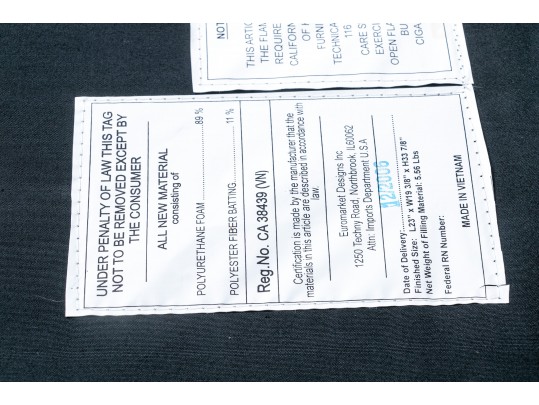 UNDER PENALTY OF LAW THIS TAG
NOT TO BE REMOVED EXCEPT BY
THE CONSUMER
ALL NEW MATERIAL
consisting of
POLYURETHANE FOAM..............................89 %
POLYESTER FIBER BATTING......................11 %
Reg.No. CA 38439 (VN)
Certification is made by the manufacturer that the
materials in this article are described in accordance with
law.
Euromarket Designs Inc
1250 Techny Road, Northbrook, IL60062
Attn: Imports Department U.S.A
12/2006
Date of Delivery:...........................
Finished Size: L23" x W19 3/8" x H33 7/8"
Net Weight of Filling Material: 5.55 Lbs
Federal RN Number:
MADE IN VIETNAM
NOT
THIS ARTIC
THE FLAM
REQUIRE
CALIFORN
OF H
FURNI
TECHNICA
116
CARE S
EXERCI
OPEN FLA
BU
CIGA